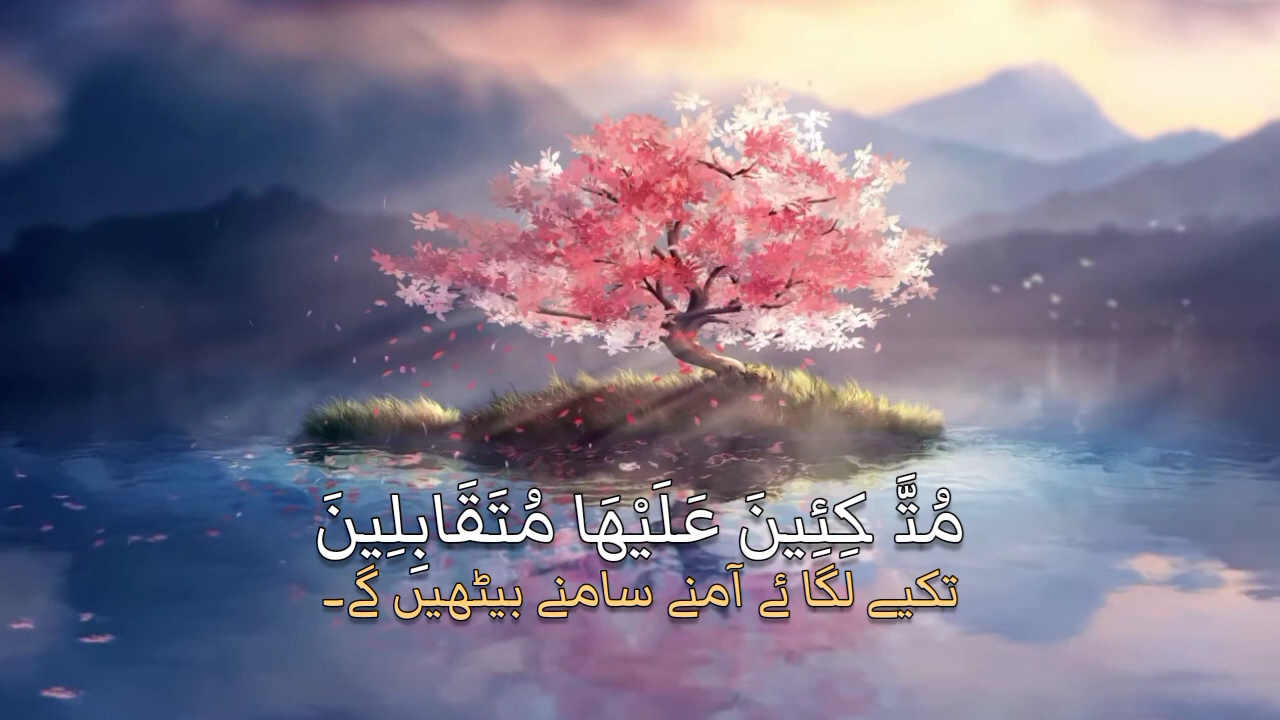 مُتَّكِئِينَ عَلَيْهَا مُتَقَابِلِينَ
تکیے لگائے آمنے سامنے بیٹھیں گے۔